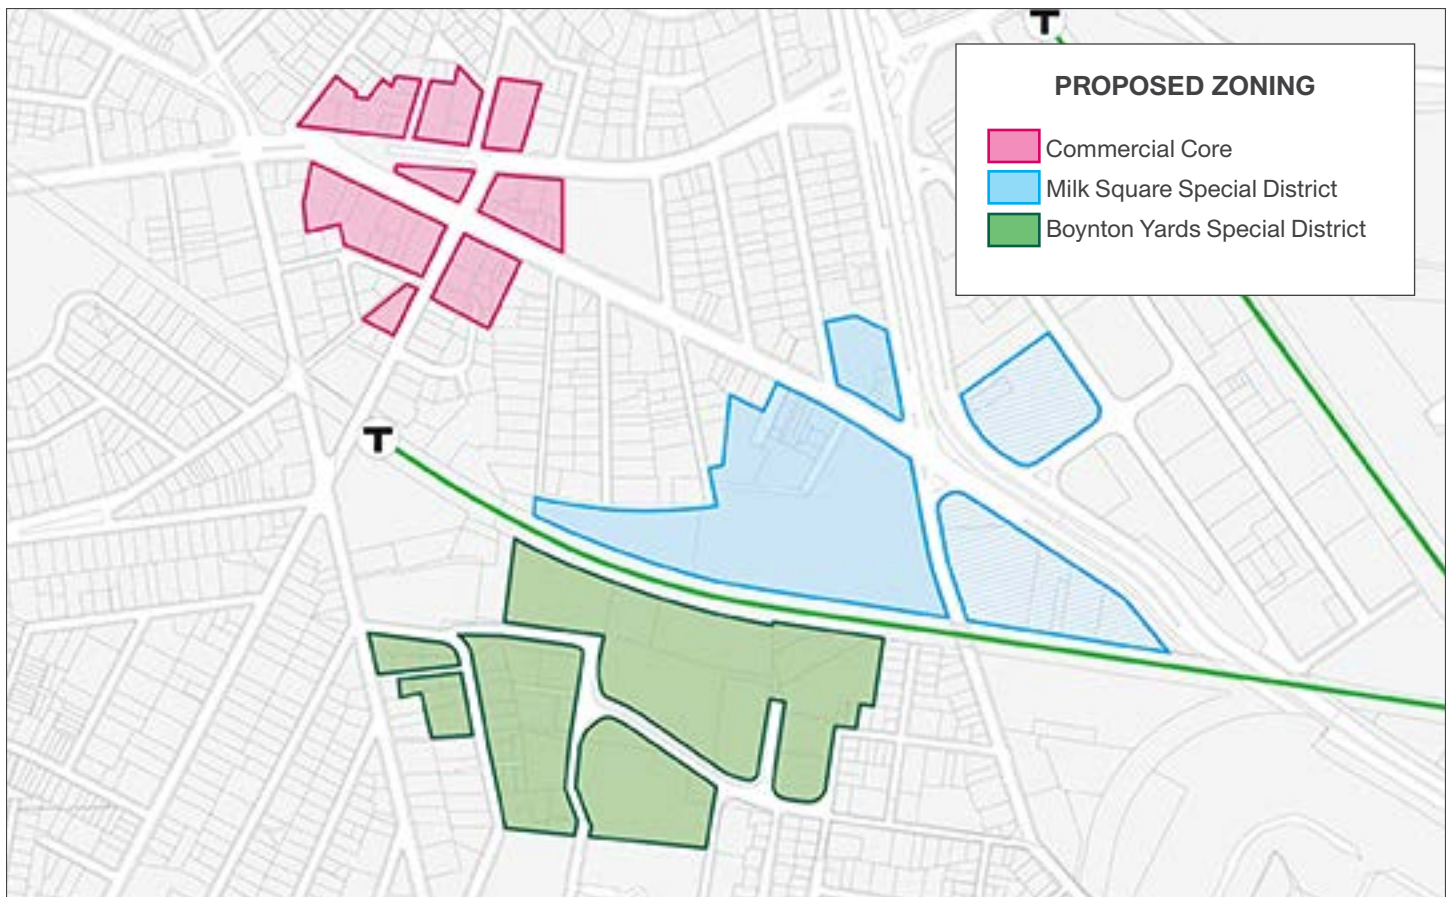 T
PROPOSED ZONING
Commercial Core
Milk Square Special District
Boynton Yards Special District
T